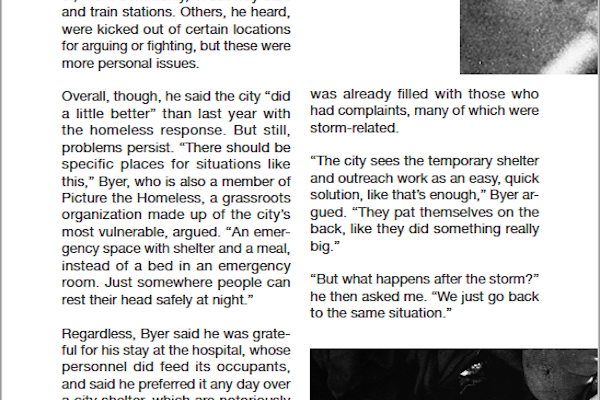 and train stations. Others, he heard,
were kicked out of certain locations
for arguing or fighting, but these were
more personal issues.
Overall, though, he said the city “did
a little better” than last year with
the homeless response. But still,
problems persist. “There should be
specific places for situations like
this,” Byer, who is also a member of
Picture the Homeless, a grassroots
organization made up of the city’s
most vulnerable, argued. “An emer-
gency space with shelter and a meal,
instead of a bed in an emergency
room. Just somewhere people can
rest their head safely at night.”
Regardless, Byer said he was grate-
ful for his stay at the hospital, whose
personnel did feed its occupants,
and said he preferred it any day over
a city shelter, which are notoriously
was already filled with those who
had complaints, many of which were
storm-related.
“The city sees the temporary shelter
and outreach work as an easy, quick
solution, like that’s enough,” Byer ar-
gued. “They pat themselves on the
back, like they did something really
big.”
“But what happens after the storm?”
he then asked me. “We just go back
to the same situation.”